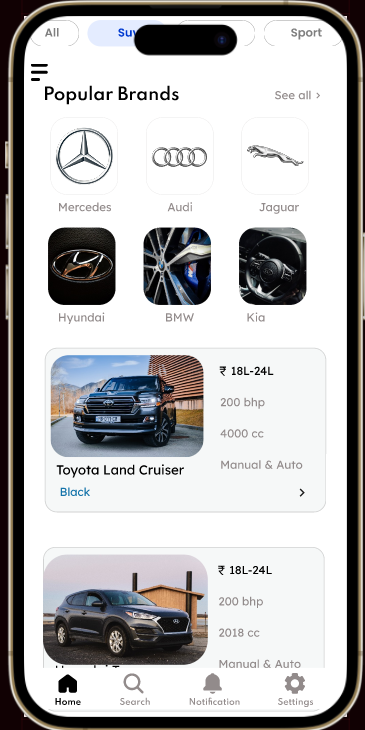 All Suv Sport
Popular Brands
See all >
Mercedes Audi Jaguar
Hyundai BMW Kia
₹ 18L-24L
200 bhp
4000 cc
Manual & Auto
Toyota Land Cruiser
Black
₹ 18L-24L
200 bhp
2018 cc
Manual & Auto
Home Search Notification Settings